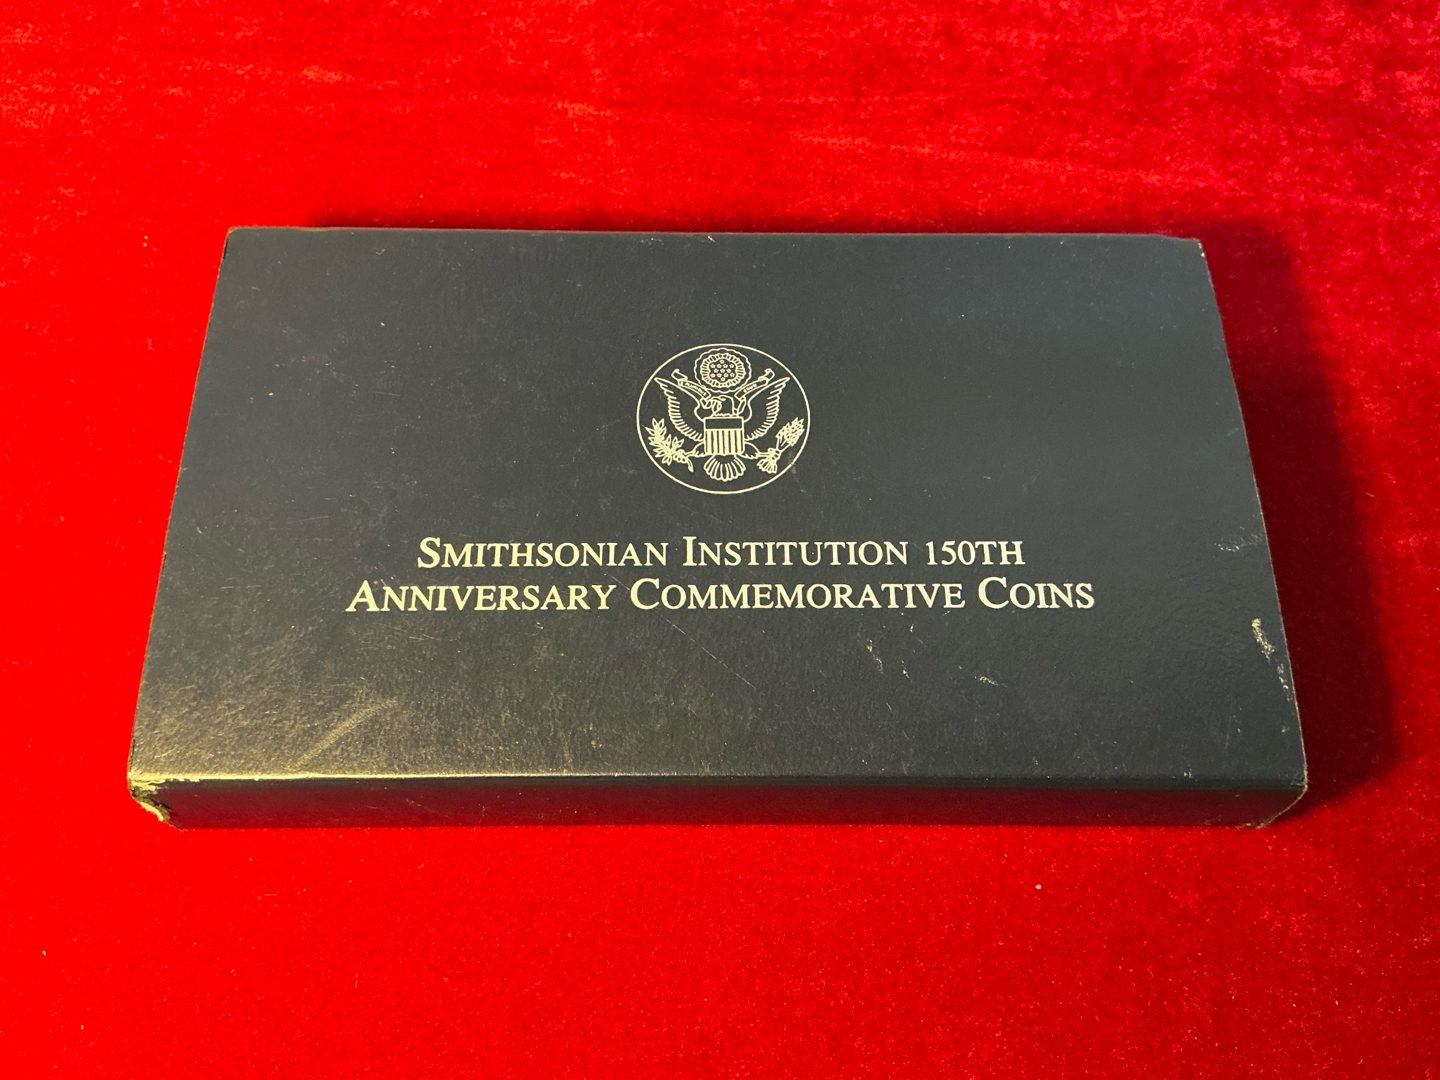 SMITHSONIAN INSTITUTION 150TH
ANNIVERSARY COMMEMORATIVE COINS